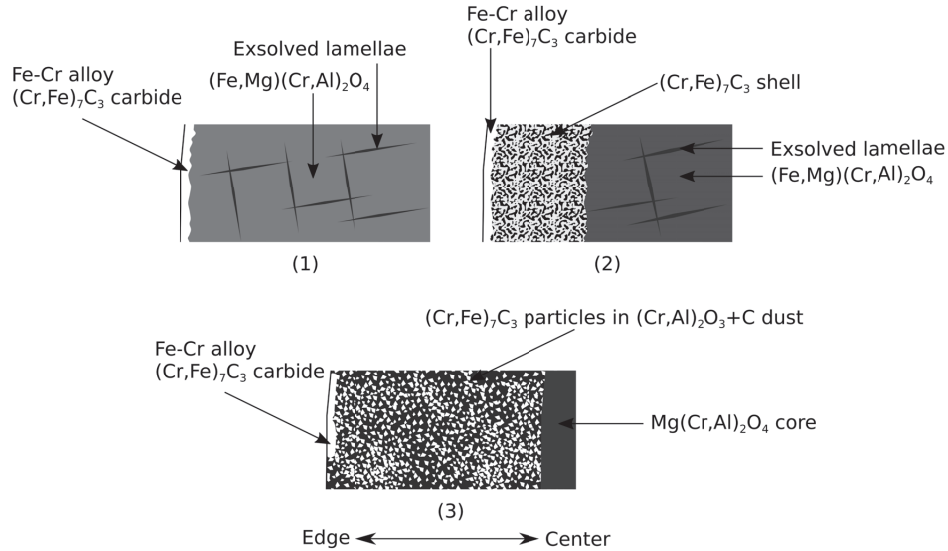 Fe-Cr alloy
(Cr,Fe)₇C₃ carbide
Exsolved lamellae
(Fe,Mg)(Cr,Al)₂O₄
(1)
Fe-Cr alloy
(Cr,Fe)₇C₃ carbide
(Cr,Fe)₇C₃ shell
Exsolved lamellae
(Fe,Mg)(Cr,Al)₂O₄
(2)
(Cr,Fe)₇C₃ particles in (Cr,Al)₂O₃+C dust
Fe-Cr alloy
(Cr,Fe)₇C₃ carbide
Mg(Cr,Al)₂O₄ core
(3)
Edge
Center